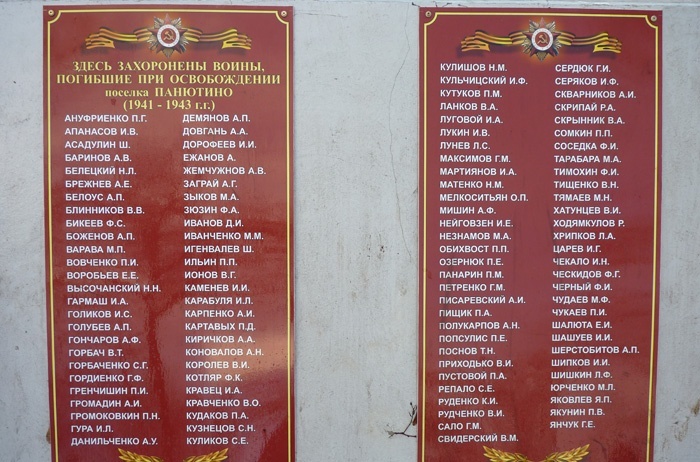 ЗДЕСЬ ЗАХОРОНЕНЫ ВОИНЫ,
ПОГИБШИЕ ПРИ ОСВОБОЖДЕНИИ
поселка ПАНЮТИНО
(1941 - 1943 г.г.)
АНУФРИЕНКО П.Г.
АПАНАСОВ И.В.
АСАДУЛИН Ш.
БАРИНОВ А.В.
БЕЛЕЦКИЙ Н.Л.
БРЕЖНЕВ А.Е.
БЕЛОУС А.П.
БЛИННИКОВ В.В.
БИКЕЕВ Ф.С.
БОЖЕНОВ А.П.
ВАРАВА М.П.
ВОВЧЕНКО П.И.
ВОРОБЬЕВ Е.Е.
ВЫСОЧАНСКИЙ Н.Н.
ГАРМАШ И.А.
ГОЛИКОВ И.С.
ГОЛУБЕВ А.П.
ГОНЧАРОВ А.Ф.
ГОРБАЧ В.Т.
ГОРБАЧЕНКО С.Г.
ГОРДИЕНКО Г.Ф.
ГРЕНЧИШИН П.И.
ГРОМАДИН А.И.
ГРОМОКОВКИН П.Н.
ГУРА И.Л.
ДАНИЛЬЧЕНКО А.У.
ДЕМЯНОВ А.П.
ДОВГАНЬ А.А.
ДОРОФЕЕВ И.И.
ЕЖАНОВ А.
ЖЕМЧУЖНОВ А.В.
ЗАГРАЙ А.Г.
ЗЫКОВ М.А.
ЗЮЗИН Ф.А.
ИВАНОВ Д.И.
ИВАНЧЕНКО М.М.
ИГЕНВАЛЕВ Ш.
ИЛЬИН П.П.
ИОНОВ В.Г.
КАМЕНЕВ И.И.
КАРАБУЛЯ И.Л.
КАРПЕНКО А.И.
КАРТАВЫХ П.Д.
КИРИЧКОВ А.А.
КОНОВАЛОВ А.Н.
КОРОЛЕВ В.И.
КОТЛЯР Ф.К.
КРАВЕЦ И.А.
КРАВЧЕНКО В.О.
КУДАКОВ П.А.
КУЗНЕЦОВ С.Н.
КУЛИКОВ С.Е.
КУЛИШОВ Н.М.
КУЛЬЧИЦСКИЙ И.Ф.
КУТУКОВ П.М.
ЛАНКОВ В.А.
ЛУГОВОЙ И.А.
ЛУКИН И.В.
ЛУНЕВ Л.С.
МАКСИМОВ Г.М.
МАРТИЯНОВ И.А.
МАТЕНКО Н.М.
МЕЛКОСИТЬЯН О.П.
МИШИН А.Ф.
НЕЙГОВЗЕН И.Е.
НЕЗНАМОВ М.А.
ОБИХВОСТ П.П.
ОЗЕРНЮК П.Е.
ПАНАРИН П.М.
ПЕТРЕНКО Г.М.
ПИСАРЕВСКИЙ А.И.
ПИЩИК П.А.
ПОЛУКАРПОВ А.Н.
ПОПСУЛИС П.Е.
ПОСНОВ Т.Н.
ПРИХОДЬКО В.И.
ПУСТОВОЙ П.А.
РЕПАЛО С.Е.
РУДЕНКО К.И.
РУДЧЕНКО В.И.
САЛО Г.М.
СВИДЕРСКИЙ В.М.
СЕРДЮК Г.И.
СЕРЯКОВ И.Ф.
СКВАРНИКОВ А.И.
СКРИПАЙ Р.А.
СКРЫННИК В.А.
СОМКИН П.П.
СОСЕДКА Ф.И.
ТАРАБАРА М.А.
ТИМОХИН Ф.И.
ТИЩЕНКО В.Н.
ТЯМАЕВ М.Н.
ХАТУНЦЕВ В.И.
ХОДЯМКУЛОВ Р.
ХРИПКОВ Л.А.
ЦАРЕВ И.Г.
ЧЕКАЛО И.Н.
ЧЕСКИДОВ Ф.Г.
ЧЕРНЫЙ Ф.И.
ЧУДАЕВ М.Ф.
ЧУКАЕВ П.И.
ШАЛЮТА Е.И.
ШАШУЕВ И.И.
ШЕРСТОБИТОВ А.П.
ШИПКОВ И.И.
ШИШКИН Л.Ф.
ЮРЧЕНКО М.П.
ЯКОВЛЕВ Я.П.
ЯКУНИН П.В.
ЯНЧУК Г.Е.